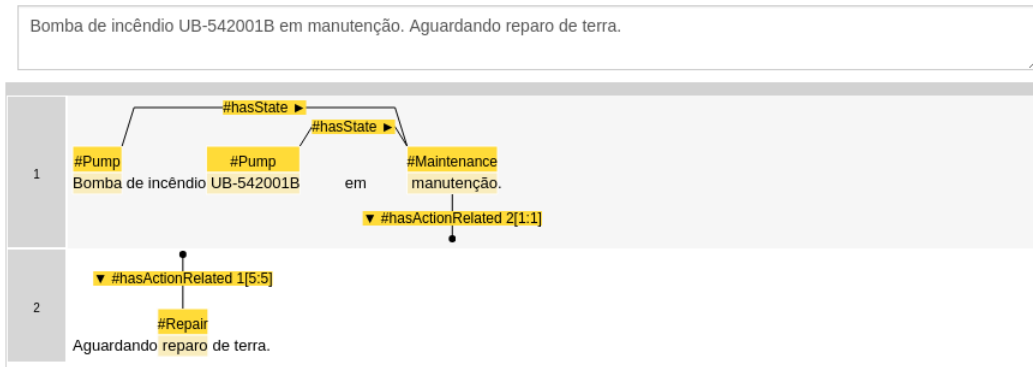 Bomba de incêndio UB-542001B em manutenção. Aguardando reparo de terra.
#hasState ►
#hasState ►
#Pump #Pump #Maintenance
1
Bomba de incêndio UB-542001B em manutenção.
▼ #hasActionRelated 2[1:1]
▼ #hasActionRelated 1[5:5]
2
#Repair
Aguardando reparo de terra.